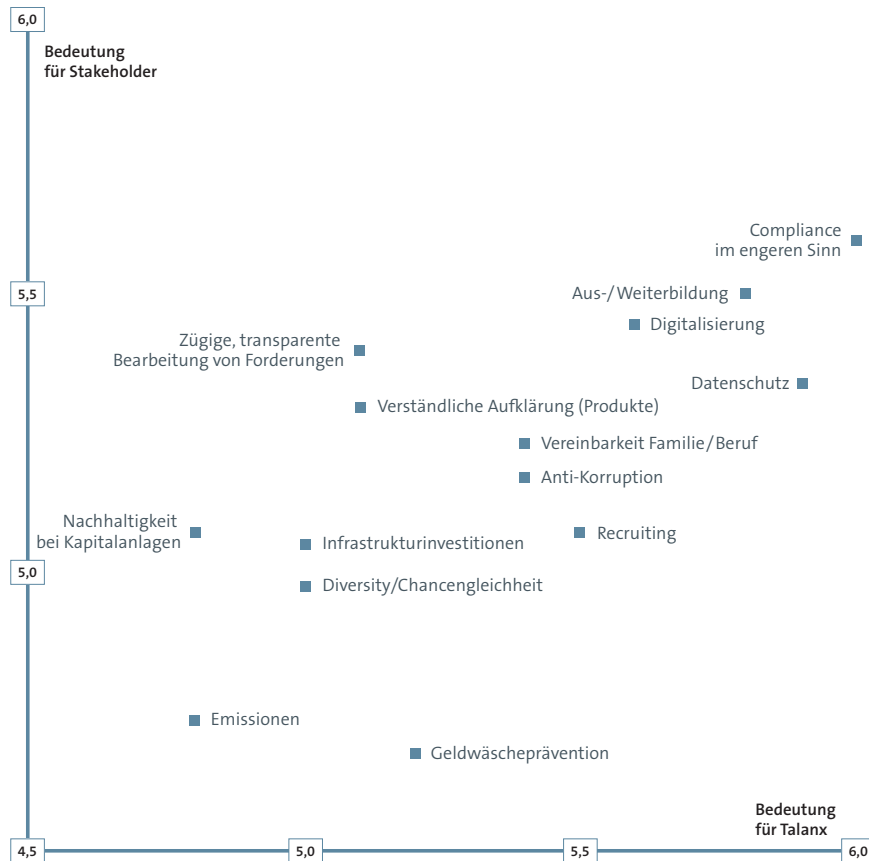 6,0
Bedeutung
für Stakeholder
Compliance
im engeren Sinn
5,5
Aus-/Weiterbildung
Digitalisierung
Zügige, transparente
Bearbeitung von Forderungen
Datenschutz
Verständliche Aufklärung (Produkte)
Vereinbarkeit Familie/Beruf
Anti-Korruption
Nachhaltigkeit
bei Kapitalanlagen
Recruiting
Infrastrukturinvestitionen
5,0
Diversity/Chancengleichheit
Emissionen
Geldwäscheprävention
Bedeutung
für Talanx
4,5 5,0 5,5 6,0